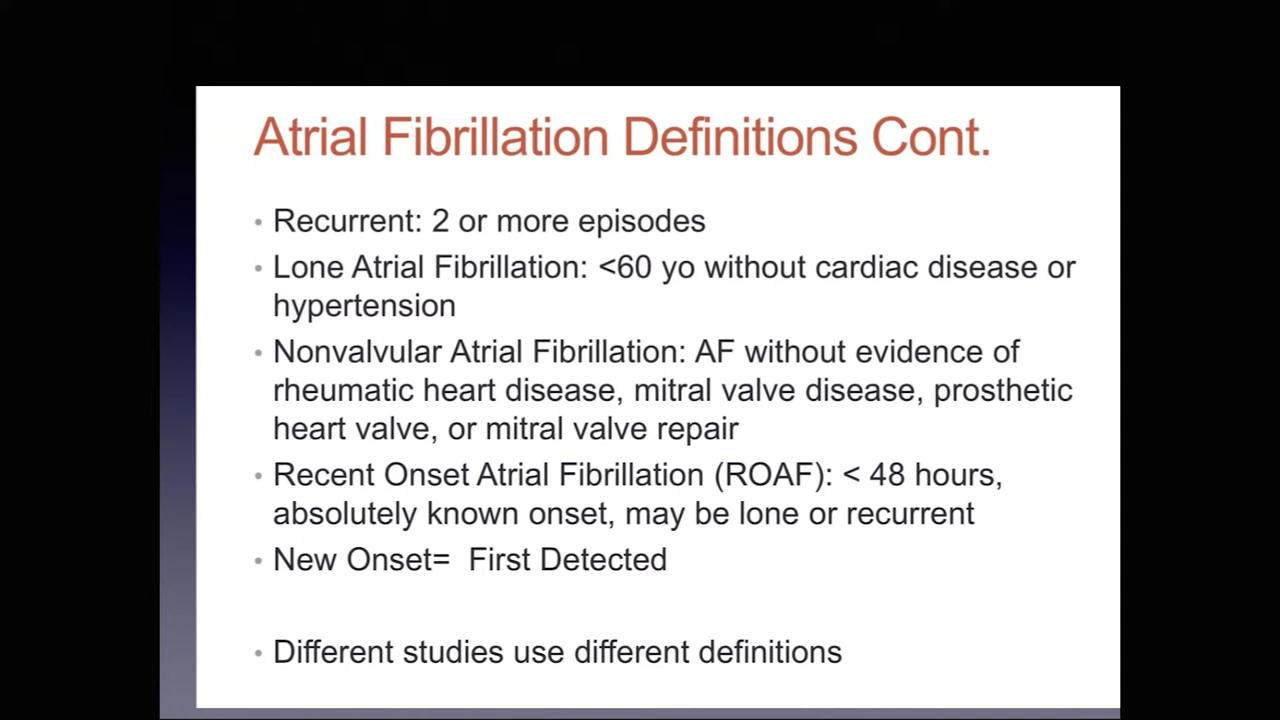 Atrial Fibrillation Definitions Cont.
• Recurrent: 2 or more episodes
• Lone Atrial Fibrillation: <60 yo without cardiac disease or
hypertension
• Nonvalvular Atrial Fibrillation: AF without evidence of
rheumatic heart disease, mitral valve disease, prosthetic
heart valve, or mitral valve repair
• Recent Onset Atrial Fibrillation (ROAF): < 48 hours,
absolutely known onset, may be lone or recurrent
• New Onset=  First Detected
• Different studies use different definitions